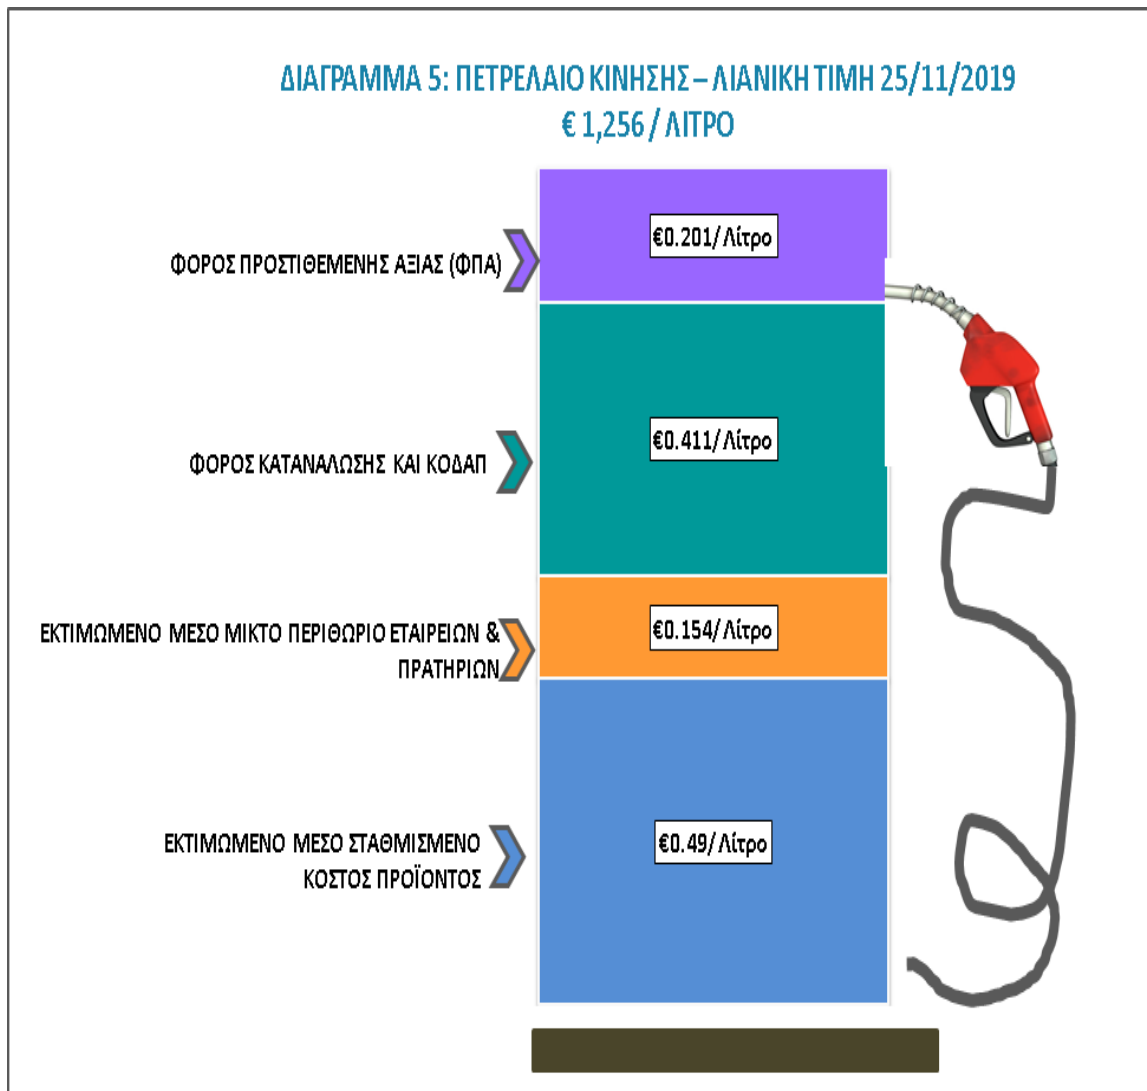 ΔΙΑΓΡΑΜΜΑ 5: ΠΕΤΡΕΛΑΙΟ ΚΙΝΗΣΗΣ – ΛΙΑΝΙΚΗ ΤΙΜΗ 25/11/2019
€ 1,256 / ΛΙΤΡΟ
€0.201/ Λίτρο
ΦΟΡΟΣ ΠΡΟΣΤΙΘΕΜΕΝΗΣ ΑΞΙΑΣ (ΦΠΑ)
€0.411/ Λίτρο
ΦΟΡΟΣ ΚΑΤΑΝΑΛΩΣΗΣ ΚΑΙ ΚΟΔΑΠ
€0.154/ Λίτρο
ΕΚΤΙΜΩΜΕΝΟ ΜΕΣΟ ΜΙΚΤΟ ΠΕΡΙΘΩΡΙΟ ΕΤΑΙΡΕΙΩΝ &
ΠΡΑΤΗΡΙΩΝ
€0.49/ Λίτρο
ΕΚΤΙΜΩΜΕΝΟ ΜΕΣΟ ΣΤΑΘΜΙΣΜΕΝΟ
ΚΟΣΤΟΣ ΠΡΟΪΟΝΤΟΣ